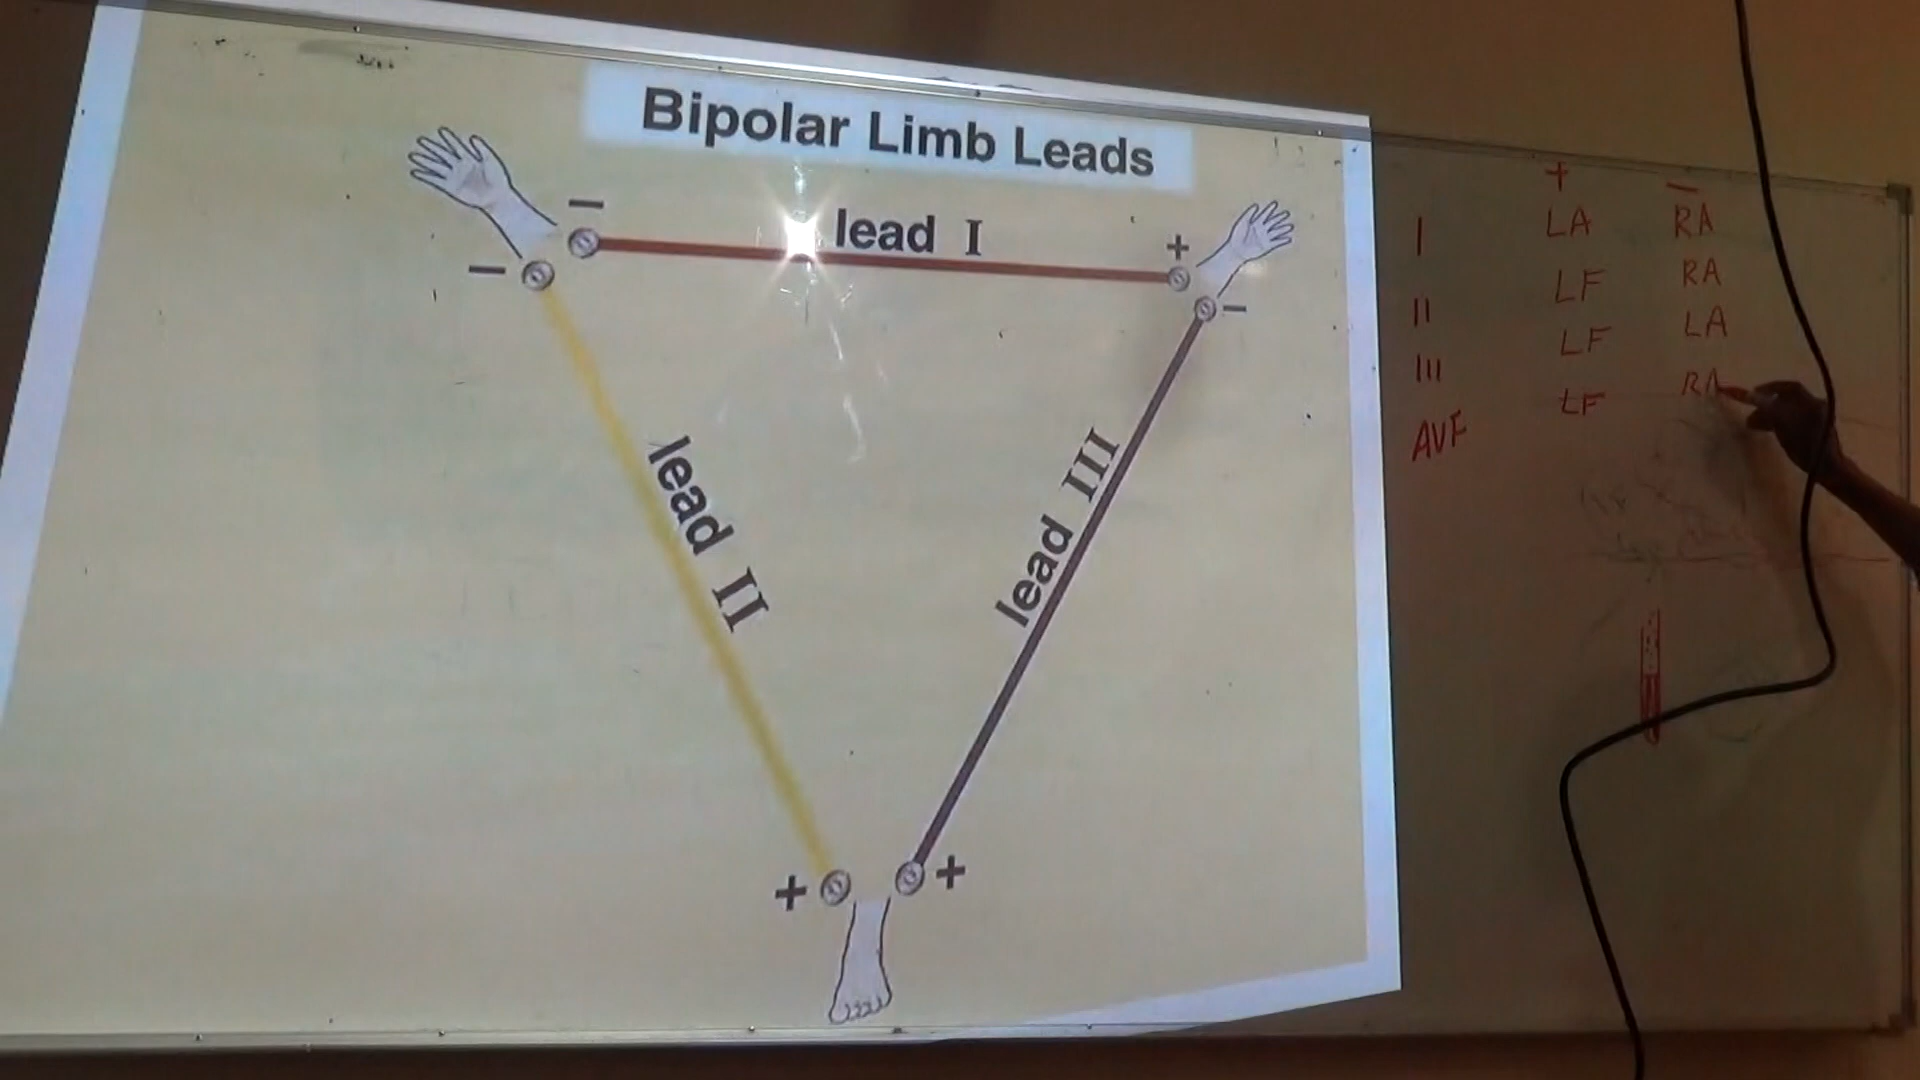 Bipolar Limb Leads
−
lead I
+
−
−
lead II
lead III
+
+
+ −
I LA RA
II LF RA
III LF LA
AVF LF RA